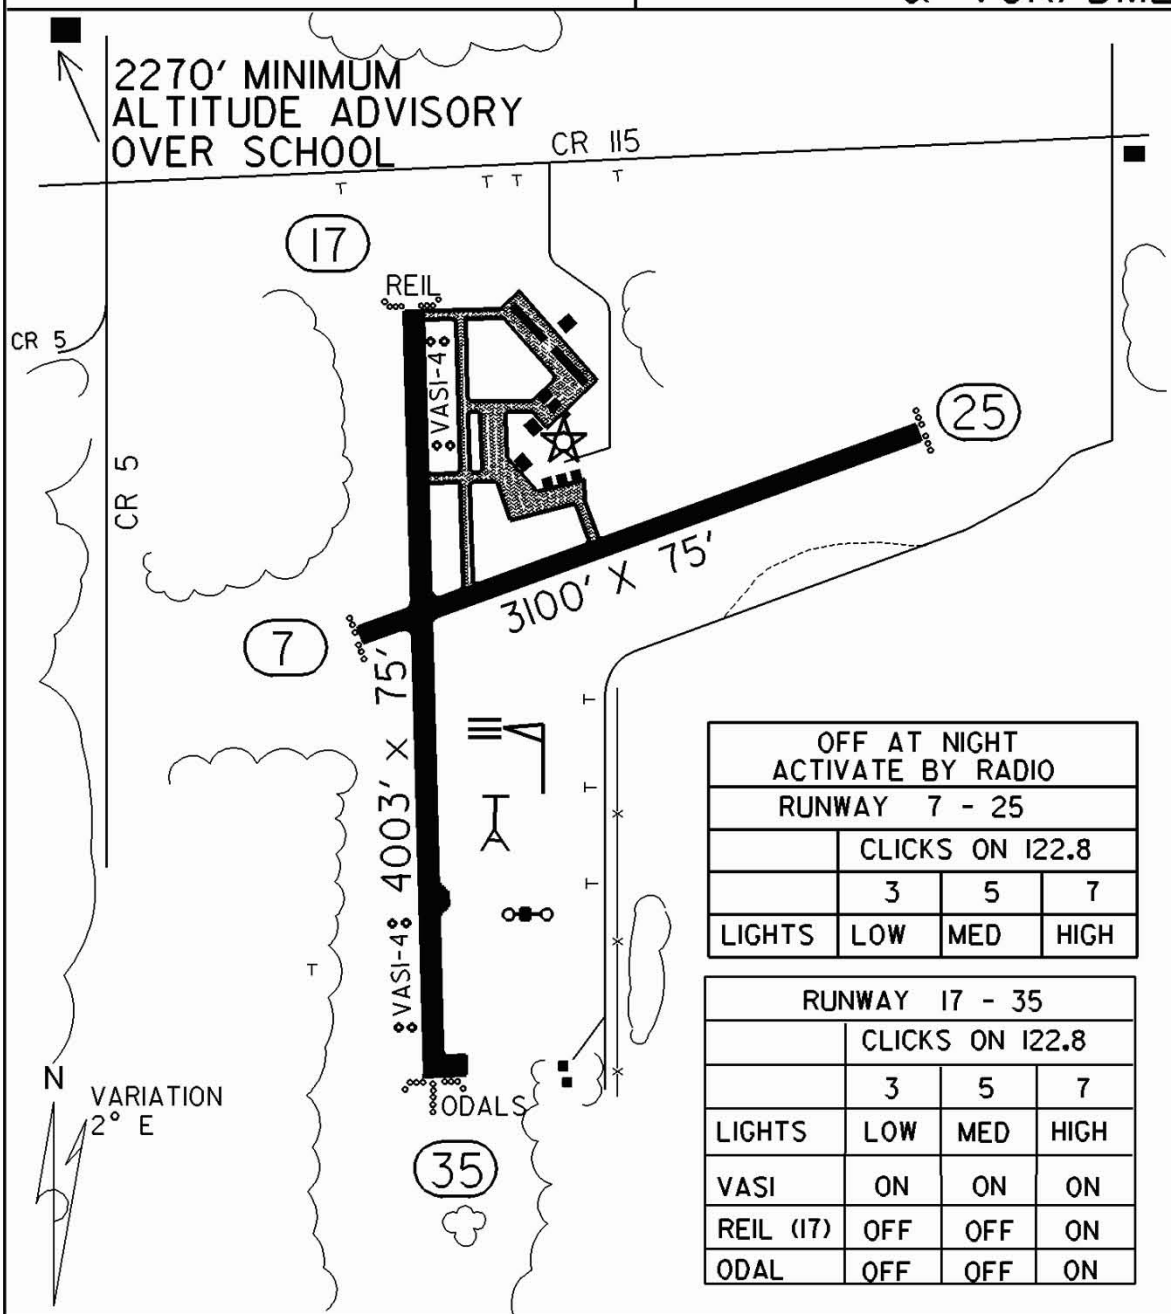 2270' MINIMUM
ALTITUDE ADVISORY
OVER SCHOOL
CR 115
T
T T
T
17
REIL
CR 5
VASI-4
25
CR 5
3100' X 75'
7
4003' X 75'
T
T
T
A
T
VASI-4
T
OFF AT NIGHT
ACTIVATE BY RADIO
RUNWAY 7 - 25
CLICKS ON 122.8
3 5 7
LIGHTS LOW MED HIGH
RUNWAY 17 - 35
CLICKS ON 122.8
3 5 7
LIGHTS LOW MED HIGH
VASI ON ON ON
REIL (17) OFF OFF ON
ODAL OFF OFF ON
N
VARIATION
2° E
ODALS
35